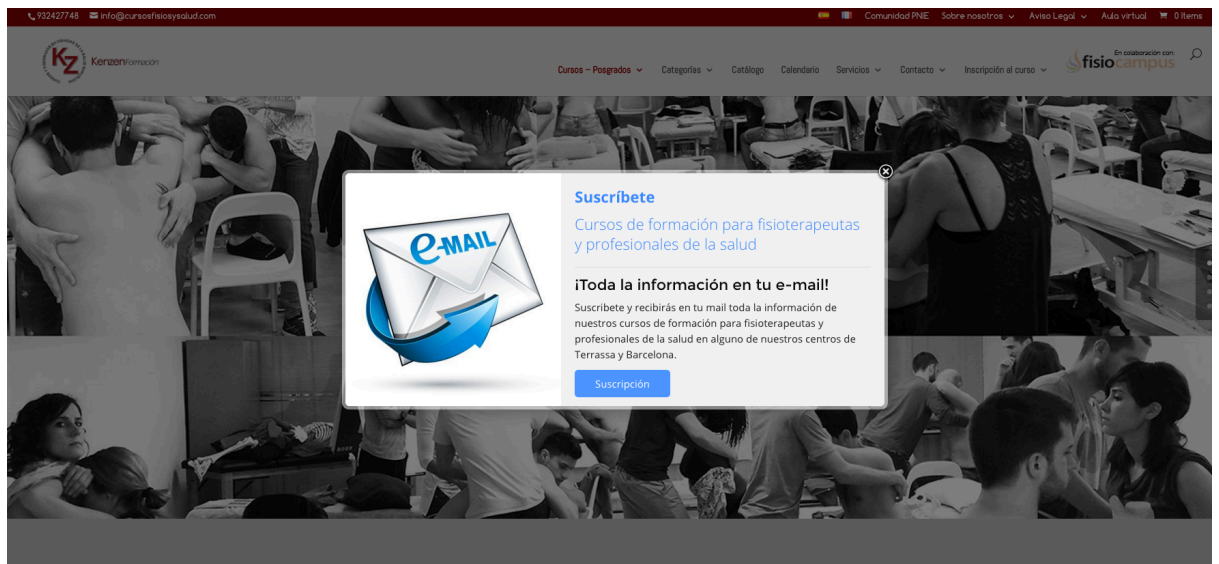 932427748 info@cursosfisiosysalud.com Comunidad PNIE Sobre nosotros Aviso Legal Aula virtual 0 Items
KZ KenzenFormación
Cursos – Posgrados Categorías Catálogo Calendario Servicios Contacto Inscripción al curso
En colaboración con:
fisiocampus
Suscríbete
Cursos de formación para fisioterapeutas
y profesionales de la salud
e-MAIL
¡Toda la información en tu e-mail!
Suscribete y recibirás en tu mail toda la información de
nuestros cursos de formación para fisioterapeutas y
profesionales de la salud en alguno de nuestros centros de
Terrassa y Barcelona.
Suscripción